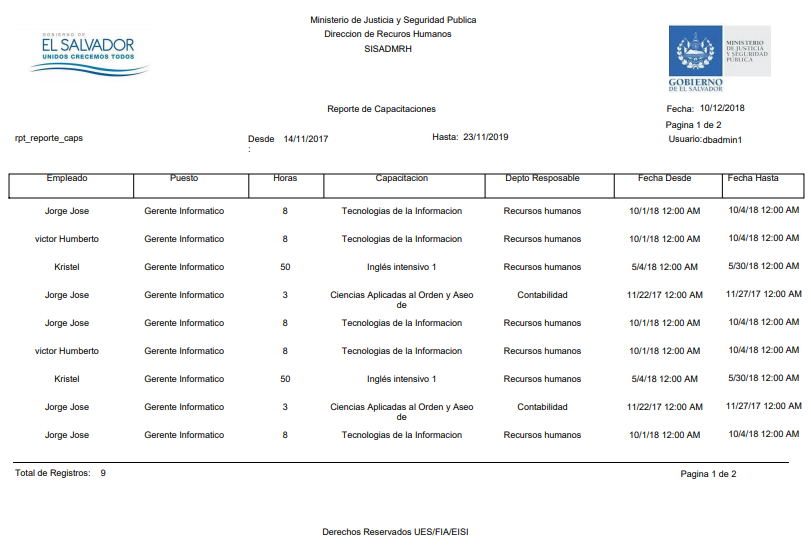 Ministerio de Justicia y Seguridad Publica
Direccion de Recuros Humanos
SISADMRH
GOBIERNO DE
EL SALVADOR
UNIDOS CRECEMOS TODOS
MINISTERIO
DE JUSTICIA
Y SEGURIDAD
PÚBLICA
GOBIERNO
DE EL SALVADOR
Reporte de Capacitaciones
Fecha: 10/12/2018
Pagina 1 de 2
Usuario:dbadmin1
rpt_reporte_caps
Desde : 14/11/2017
Hasta: 23/11/2019
Empleado Puesto Horas Capacitacion Depto Resposable Fecha Desde Fecha Hasta
Jorge Jose Gerente Informatico 8 Tecnologias de la Informacion Recursos humanos 10/1/18 12:00 AM 10/4/18 12:00 AM
victor Humberto Gerente Informatico 8 Tecnologias de la Informacion Recursos humanos 10/1/18 12:00 AM 10/4/18 12:00 AM
Kristel Gerente Informatico 50 Inglés intensivo 1 Recursos humanos 5/4/18 12:00 AM 5/30/18 12:00 AM
Jorge Jose Gerente Informatico 3 Ciencias Aplicadas al Orden y Aseo Contabilidad 11/22/17 12:00 AM 11/27/17 12:00 AM
de
Jorge Jose Gerente Informatico 8 Tecnologias de la Informacion Recursos humanos 10/1/18 12:00 AM 10/4/18 12:00 AM
victor Humberto Gerente Informatico 8 Tecnologias de la Informacion Recursos humanos 10/1/18 12:00 AM 10/4/18 12:00 AM
Kristel Gerente Informatico 50 Inglés intensivo 1 Recursos humanos 5/4/18 12:00 AM 5/30/18 12:00 AM
Jorge Jose Gerente Informatico 3 Ciencias Aplicadas al Orden y Aseo Contabilidad 11/22/17 12:00 AM 11/27/17 12:00 AM
de
Jorge Jose Gerente Informatico 8 Tecnologias de la Informacion Recursos humanos 10/1/18 12:00 AM 10/4/18 12:00 AM
Total de Registros: 9
Pagina 1 de 2
Derechos Reservados UES/FIA/EISI